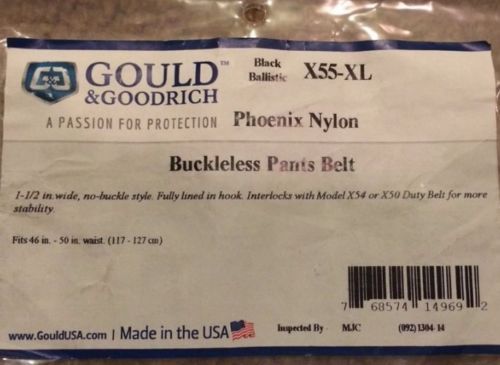 GOULD™ Black Ballistic X55-XL
&GOODRICH
A PASSION FOR PROTECTION Phoenix Nylon
Buckleless Pants Belt
1-1/2 in.wide, no-buckle style. Fully lined in hook. Interlocks with Model X54 or X50 Duty Belt for more
stability.
Fits 46 in. - 50 in. waist. (117 - 127 cm)
7 68574 14969 2
www.GouldUSA.com | Made in the USA Inspected By MJC (092) 1304-14